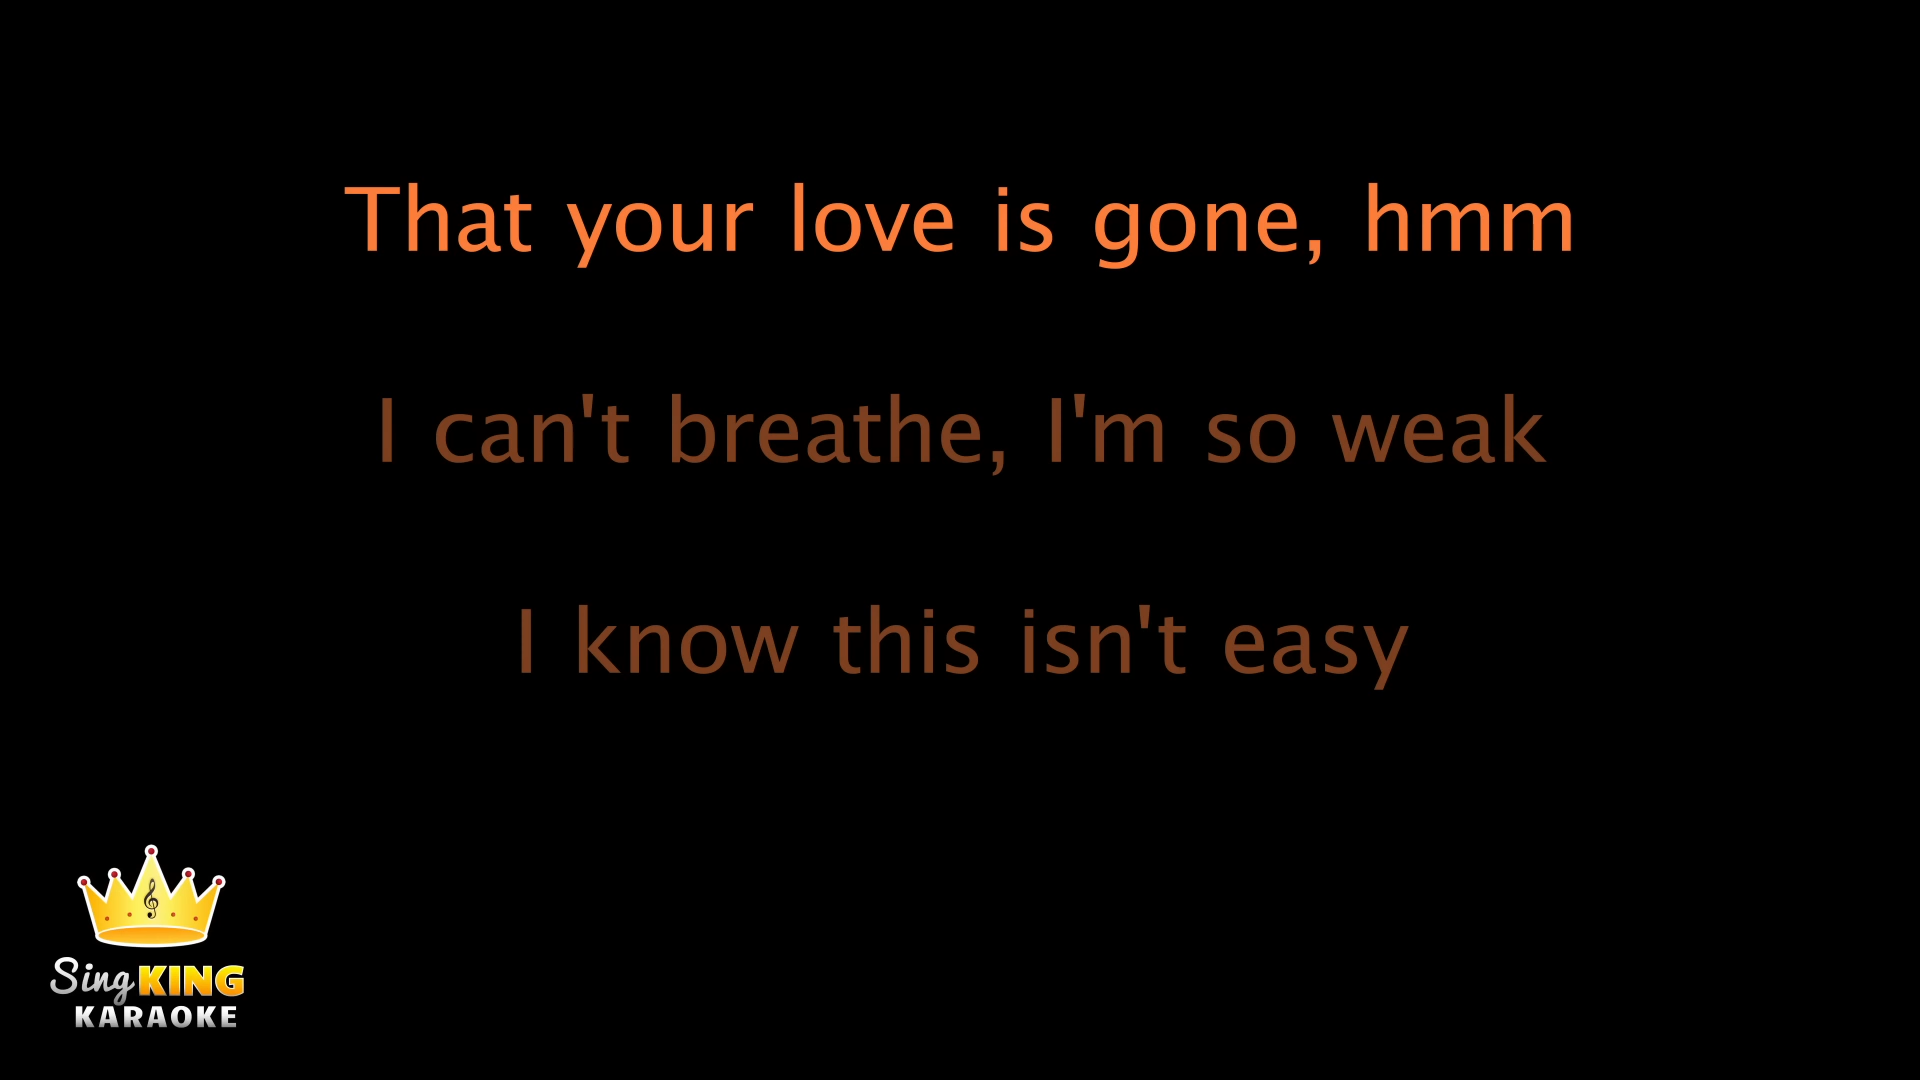 That your love is gone, hmm
I can't breathe, I'm so weak
I know this isn't easy
Sing KING
KARAOKE